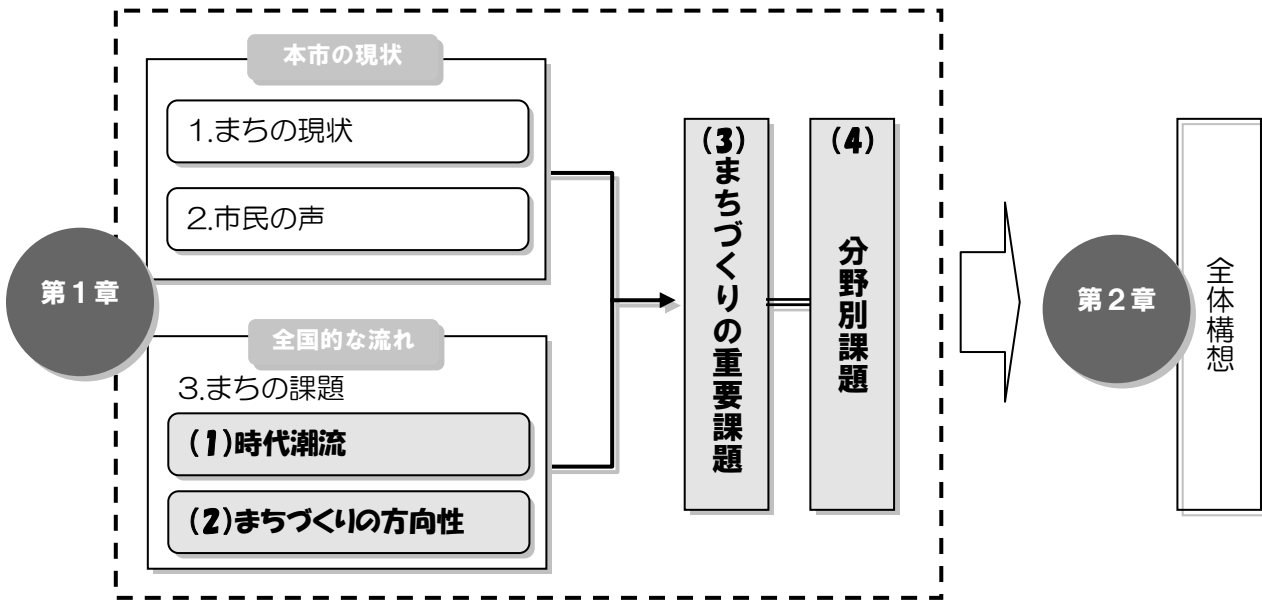 本市の現状
1.まちの現状
2.市民の声
第1章
全国的な流れ
3.まちの課題
(1)時代潮流
(2)まちづくりの方向性
(3)まちづくりの重要課題
(4)分野別課題
第2章
全体構想